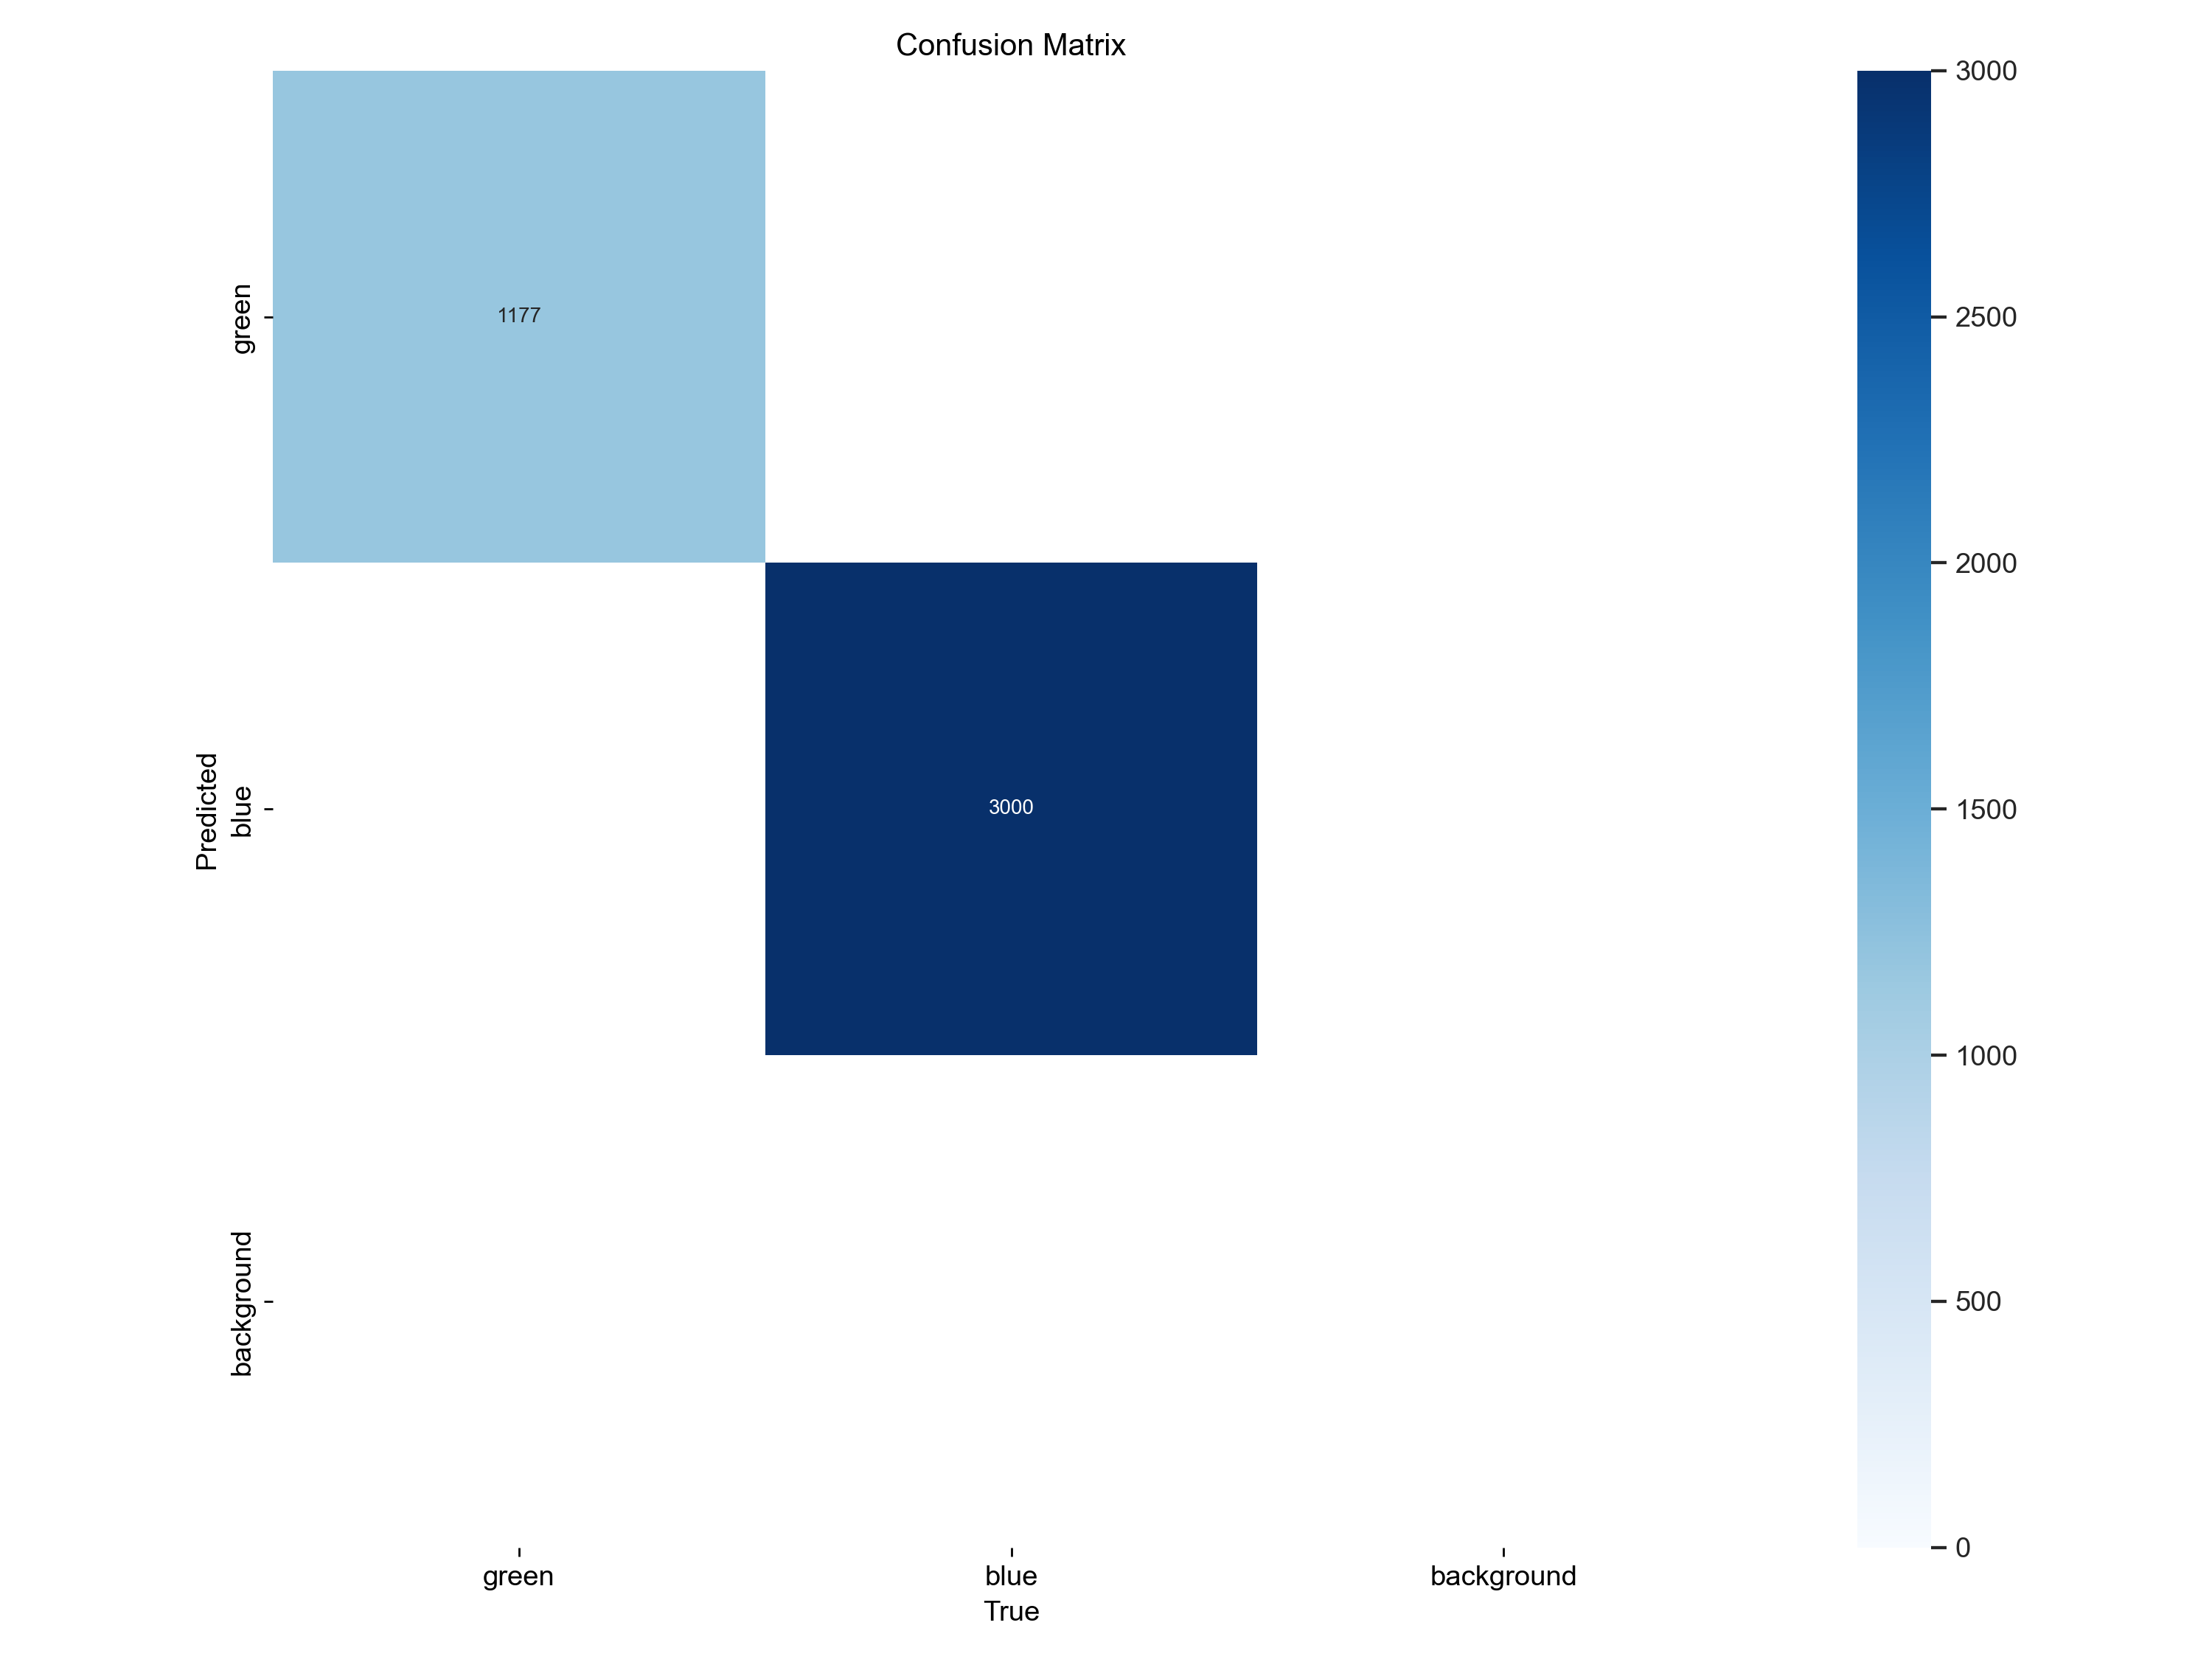 Confusion Matrix
3000
2500
2000
1500
1000
500
0
Predicted
green
blue
background
1177
3000
green
blue
background
True